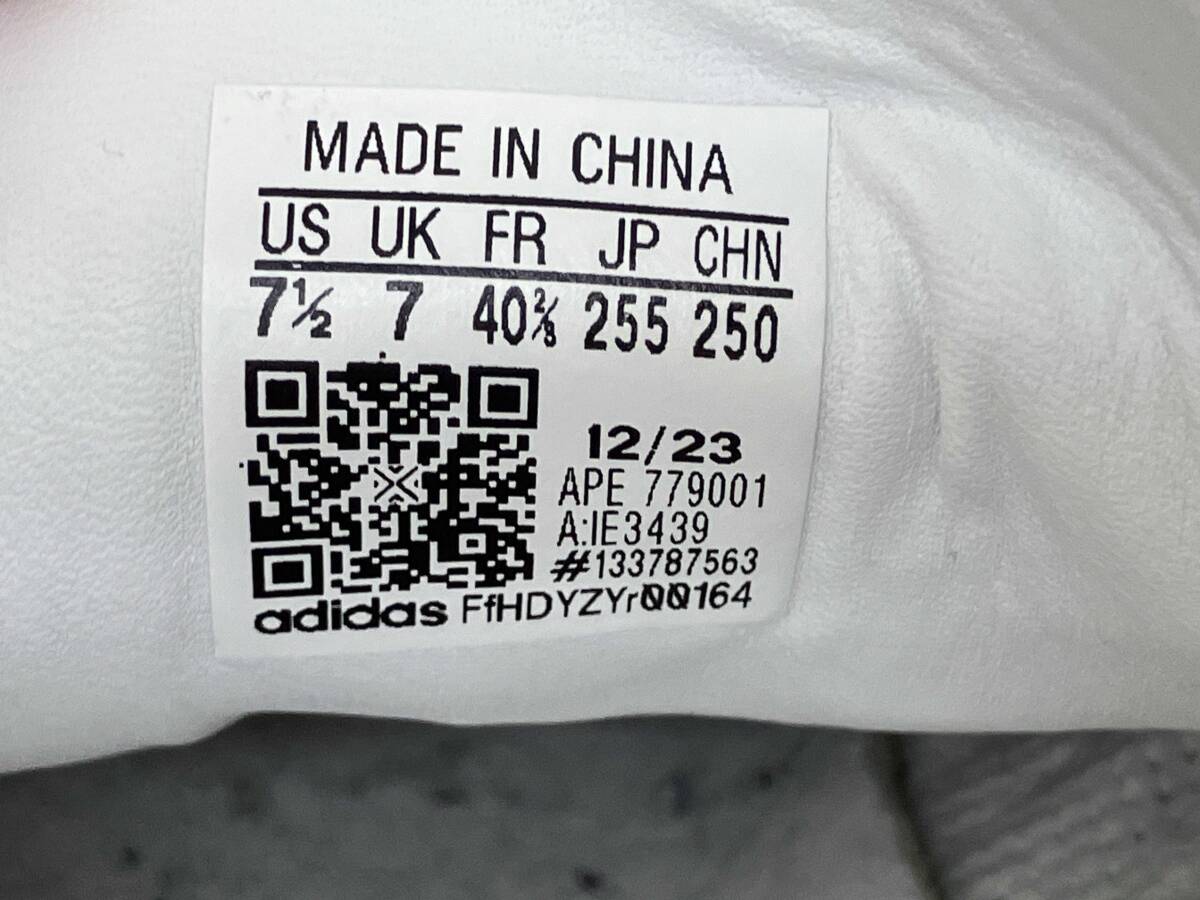 MADE IN CHINA
US UK FR JP CHN
7½ 7 40⅔ 255 250
12/23
APE 779001
A:IE3439
#133787563
adidas FfHDYZYr00164